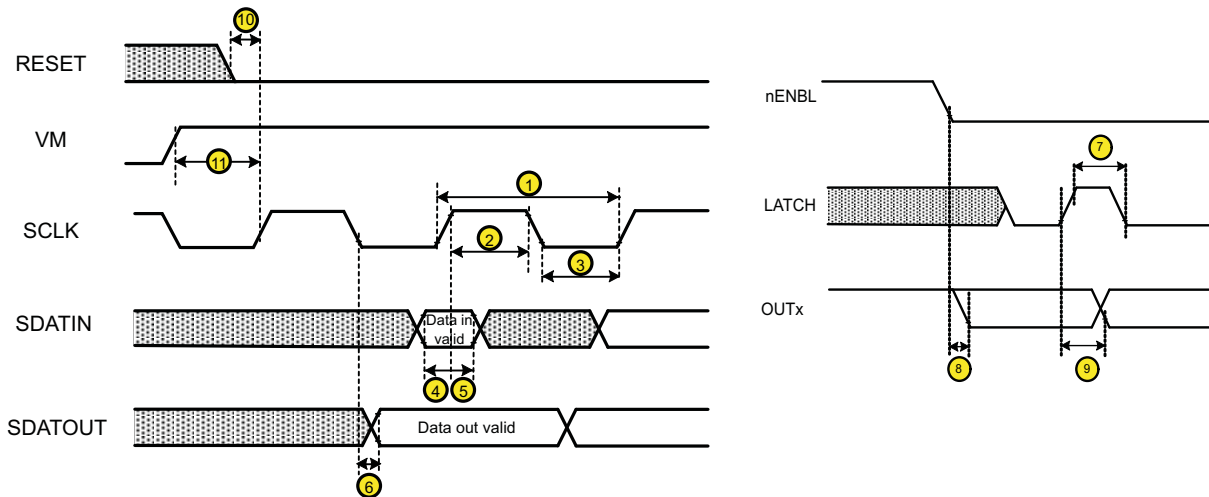 10
RESET
VM
11
1
SCLK
2
3
SDATIN
Data in
valid
4
5
SDATOUT
Data out valid
6
nENBL
7
LATCH
OUTx
8
9